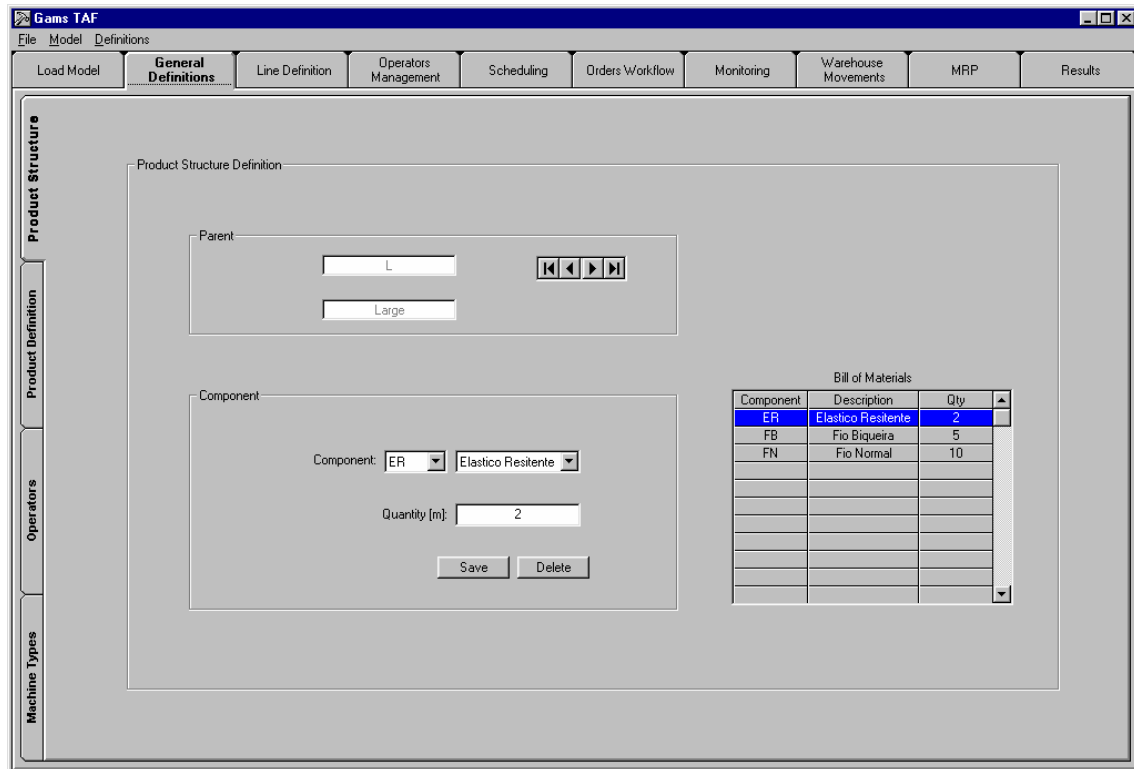 Gams TAF
File Model Definitions
Load Model
General Definitions
Line Definition
Operators Management
Scheduling
Orders Workflow
Monitoring
Warehouse Movements
MRP
Results
Product Structure
Product Definition
Operators
Machine Types
Product Structure Definition
Parent
L
Large
Component
Component: ER Elastico Resitente
Quantity [m]: 2
Save Delete
Bill of Materials
Component Description Qty
ER Elastico Resitente 2
FB Fio Biqueira 5
FN Fio Normal 10